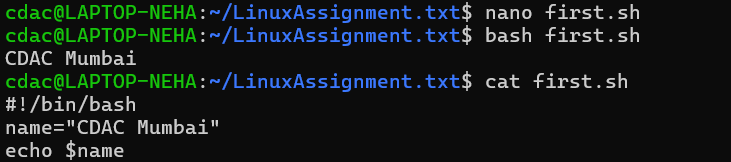 cdac@LAPTOP-NEHA:~/LinuxAssignment.txt$ nano first.sh
cdac@LAPTOP-NEHA:~/LinuxAssignment.txt$ bash first.sh
CDAC Mumbai
cdac@LAPTOP-NEHA:~/LinuxAssignment.txt$ cat first.sh
#!/bin/bash
name="CDAC Mumbai"
echo $name